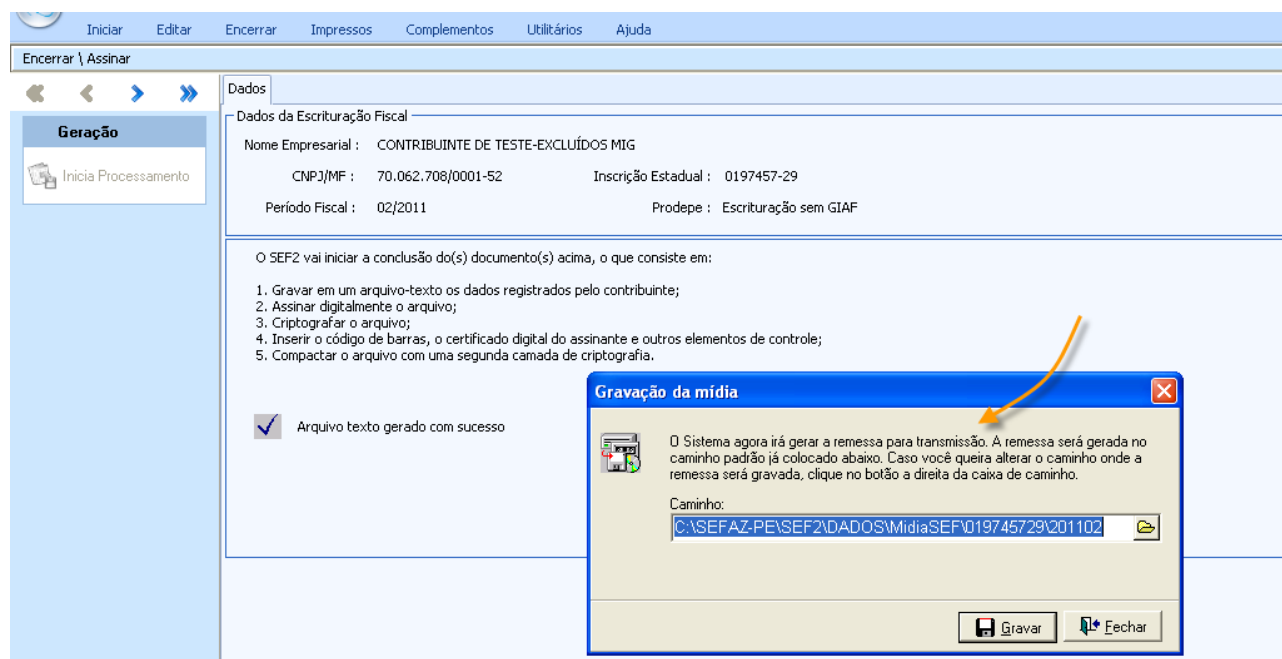 Iniciar Editar Encerrar Impressos Complementos Utilitários Ajuda
Encerrar \ Assinar
Dados
Geração
Inicia Processamento
Dados da Escrituração Fiscal
Nome Empresarial : CONTRIBUINTE DE TESTE-EXCLUÍDOS MIG
CNPJ/MF : 70.062.708/0001-52 Inscrição Estadual : 0197457-29
Período Fiscal : 02/2011 Prodepe : Escrituração sem GIAF
O SEF2 vai iniciar a conclusão do(s) documento(s) acima, o que consiste em:
1. Gravar em um arquivo-texto os dados registrados pelo contribuinte;
2. Assinar digitalmente o arquivo;
3. Criptografar o arquivo;
4. Inserir o código de barras, o certificado digital do assinante e outros elementos de controle;
5. Compactar o arquivo com uma segunda camada de criptografia.
Arquivo texto gerado com sucesso
Gravação da mídia
O Sistema agora irá gerar a remessa para transmissão. A remessa será gerada no
caminho padrão já colocado abaixo. Caso você queira alterar o caminho onde a
remessa será gravada, clique no botão a direita da caixa de caminho.
Caminho:
C:\SEFAZ-PE\SEF2\DADOS\MidiaSEF\019745729\201102
Gravar Fechar